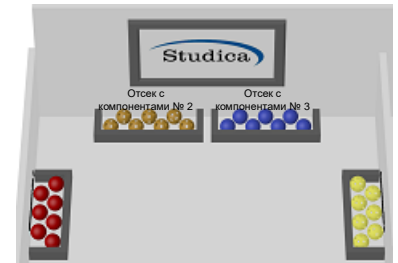 Studica
Отсек с
компонентами № 2
Отсек с
компонентами № 3